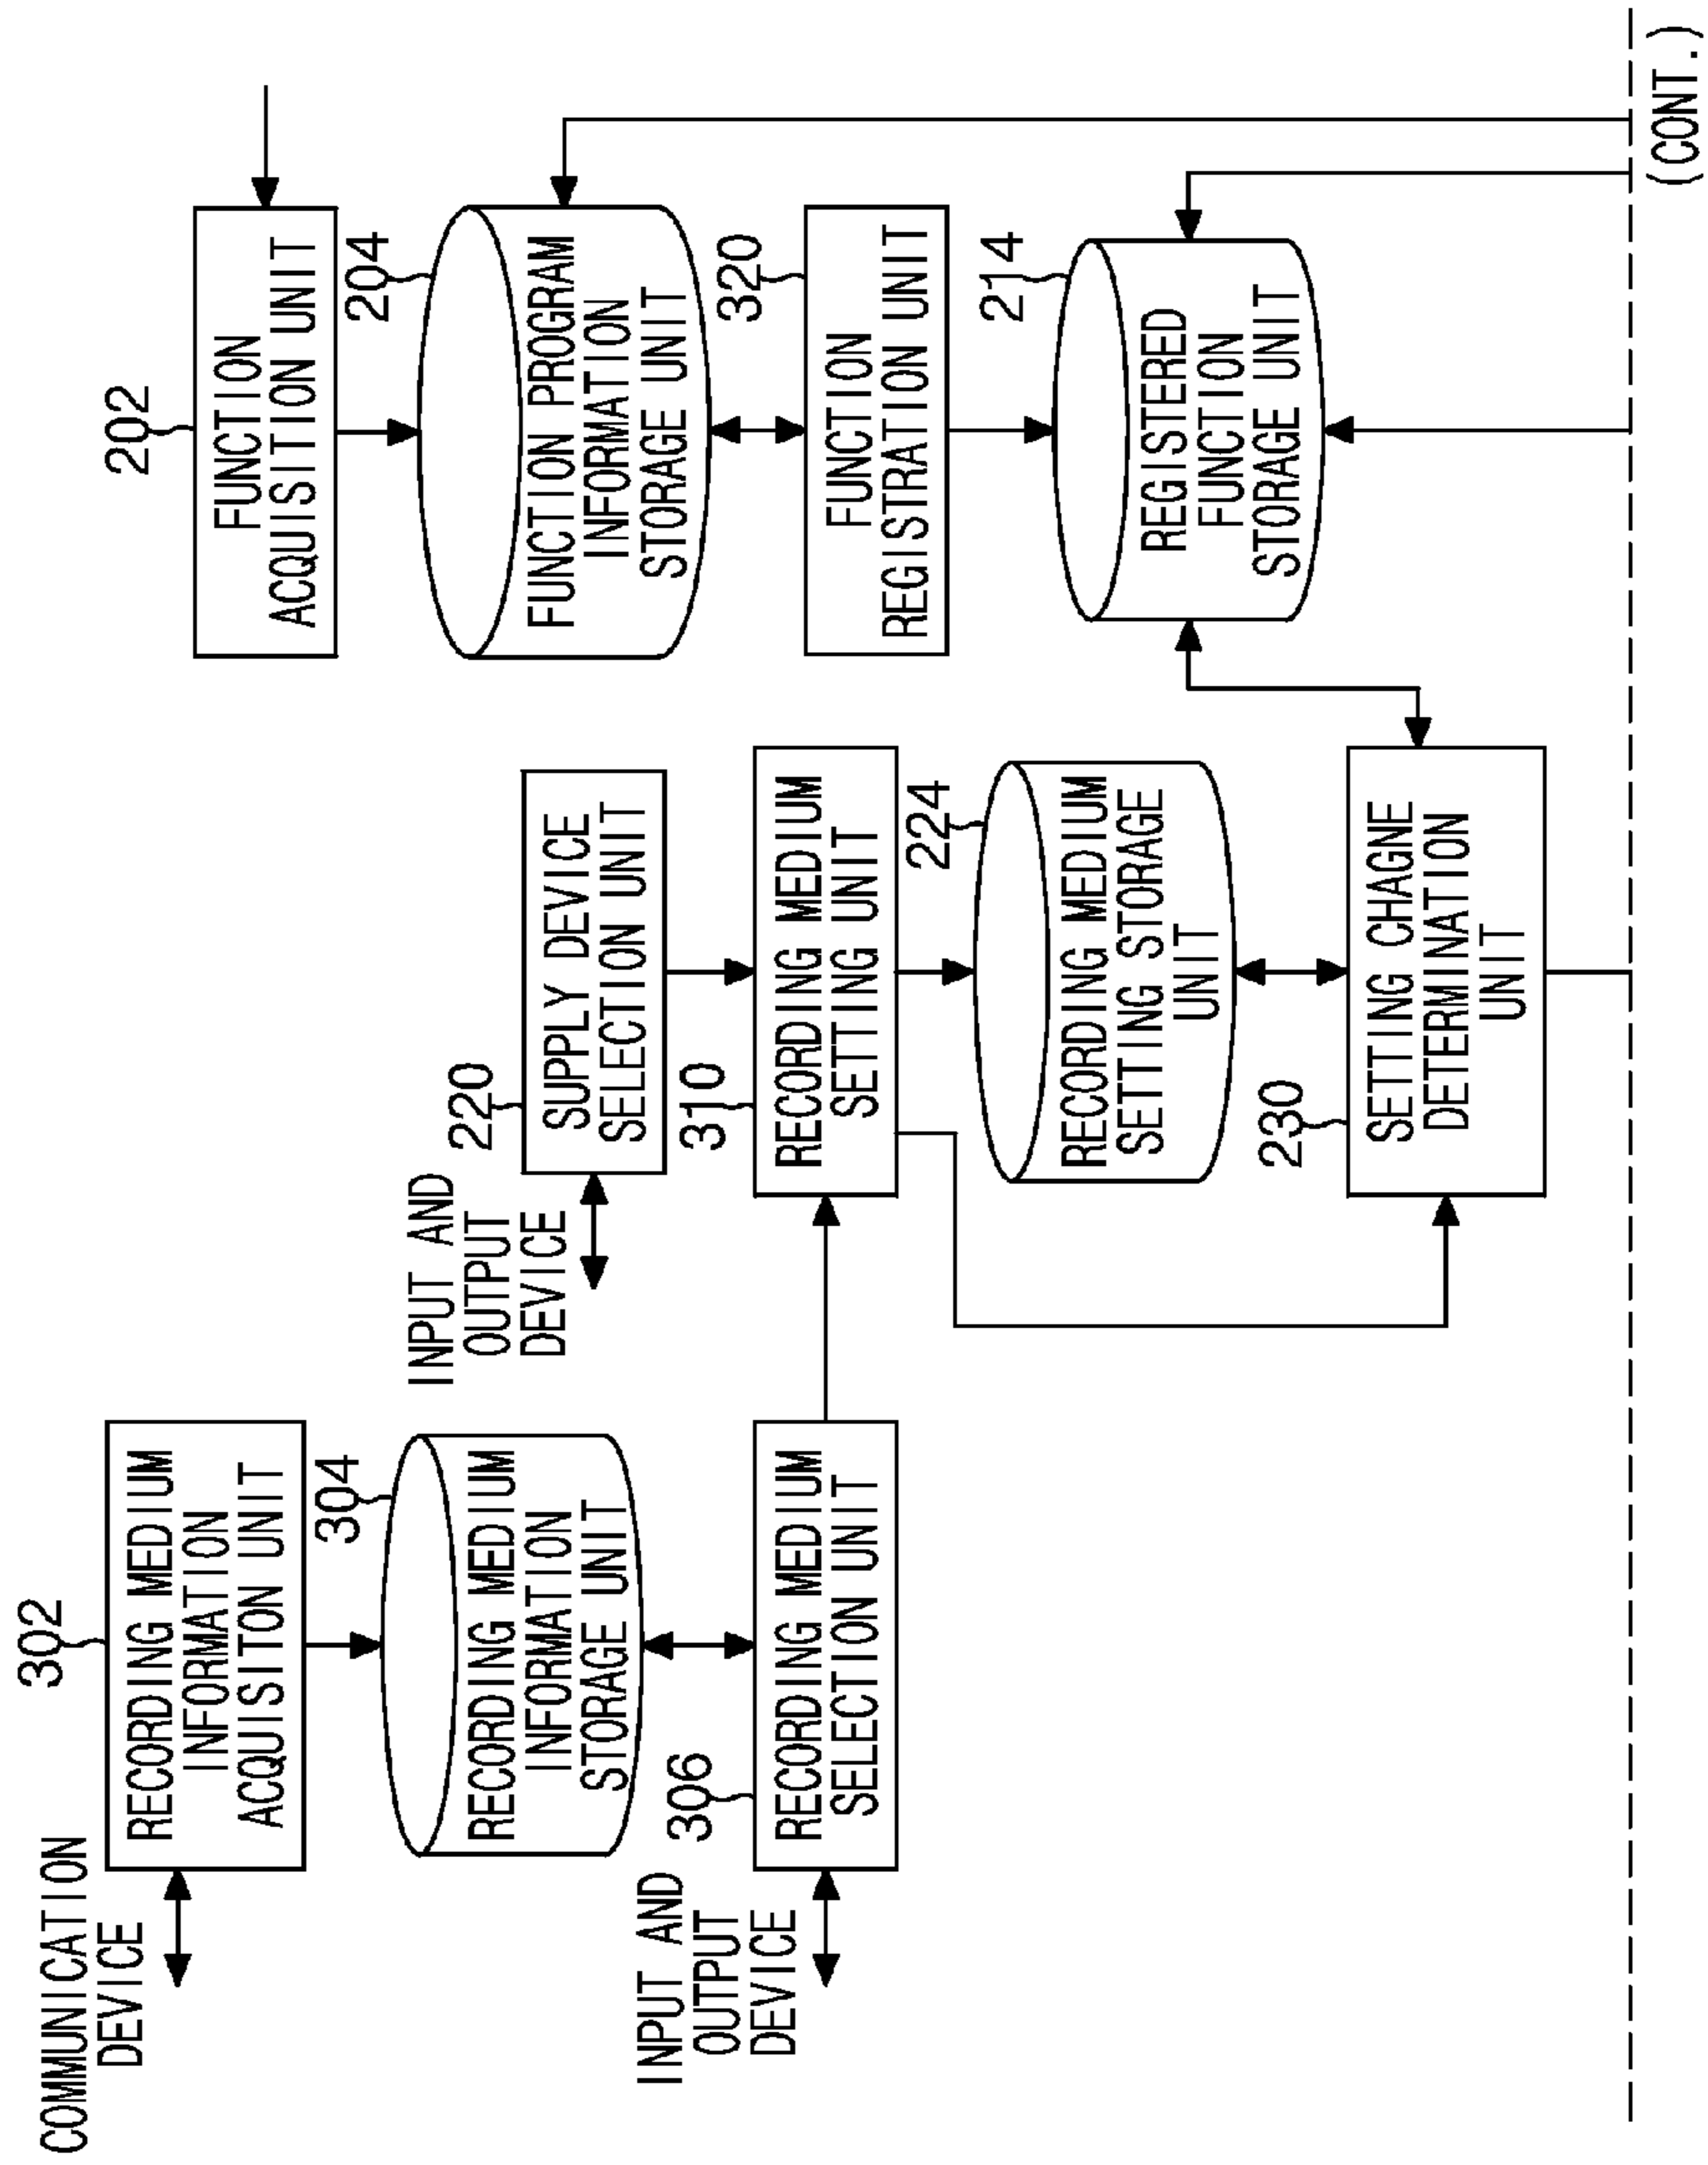 COMMUNICATION
DEVICE
302
RECORDING MEDIUM
INFORMATION
ACQUISITON UNIT
304
RECORDING MEDIUM
INFORMATION
STORAGE UNIT
INPUT AND
OUTPUT
DEVICE
306
RECORDING MEDIUM
SELECTION UNIT
INPUT AND
OUTPUT
DEVICE
220
SUPPLY DEVICE
SELECTION UNIT
310
RECORDING MEDIUM
SETTING UNIT
224
RECORDING MEDIUM
SETTING STORAGE
UNIT
230
SETTING CHAGNE
DETERMINATION
UNIT
202
FUNCTION
ACQUISITION UNIT
204
FUNCTION PROGRAM
INFORMATION
STORAGE UNIT
320
FUNCTION
REGISTRATION UNIT
214
REGISTERED
FUNCTION
STORAGE UNIT
(CONT.)